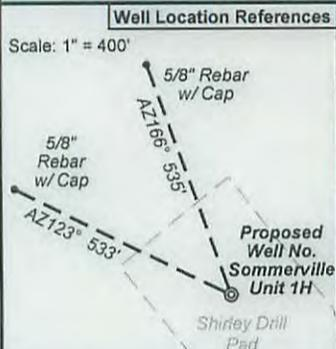 Well Location References
Scale: 1" = 400'
5/8" Rebar
w/ Cap
AZ166° 535'
5/8"
Rebar
w/ Cap
AZ123° 533'
Proposed
Well No.
Sommerville
Unit 1H
Shirley Drill
Pad